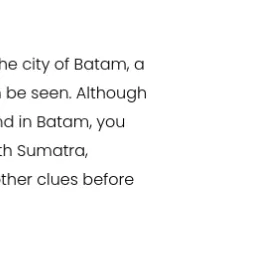 he city of Batam, a
be seen. Although
nd in Batam, you
th Sumatra,
ther clues before